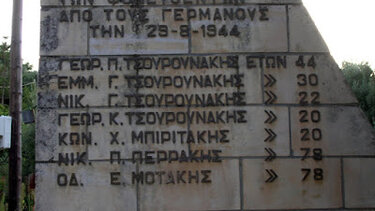 ΑΠΟ ΤΟΥΣ ΓΕΡΜΑΝΟΥΣ
ΤΗΝ 29-8-1944
ΓΕΩΡ. Π. ΤΣΟΥΡΟΥΝΑΚΗΣ ΕΤΩΝ 44
ΕΜΜ. Γ. ΤΣΟΥΡΟΥΝΑΚΗΣ » 30
ΝΙΚ. Γ. ΤΣΟΥΡΟΥΝΑΚΗΣ » 22
ΓΕΩΡ. Κ. ΤΣΟΥΡΟΥΝΑΚΗΣ » 20
ΚΩΝ. Χ. ΜΠΙΡΙΤΑΚΗΣ » 20
ΝΙΚ. Π. ΠΕΡΡΑΚΗΣ » 78
ΟΔ. Ε. ΜΟΤΑΚΗΣ » 78